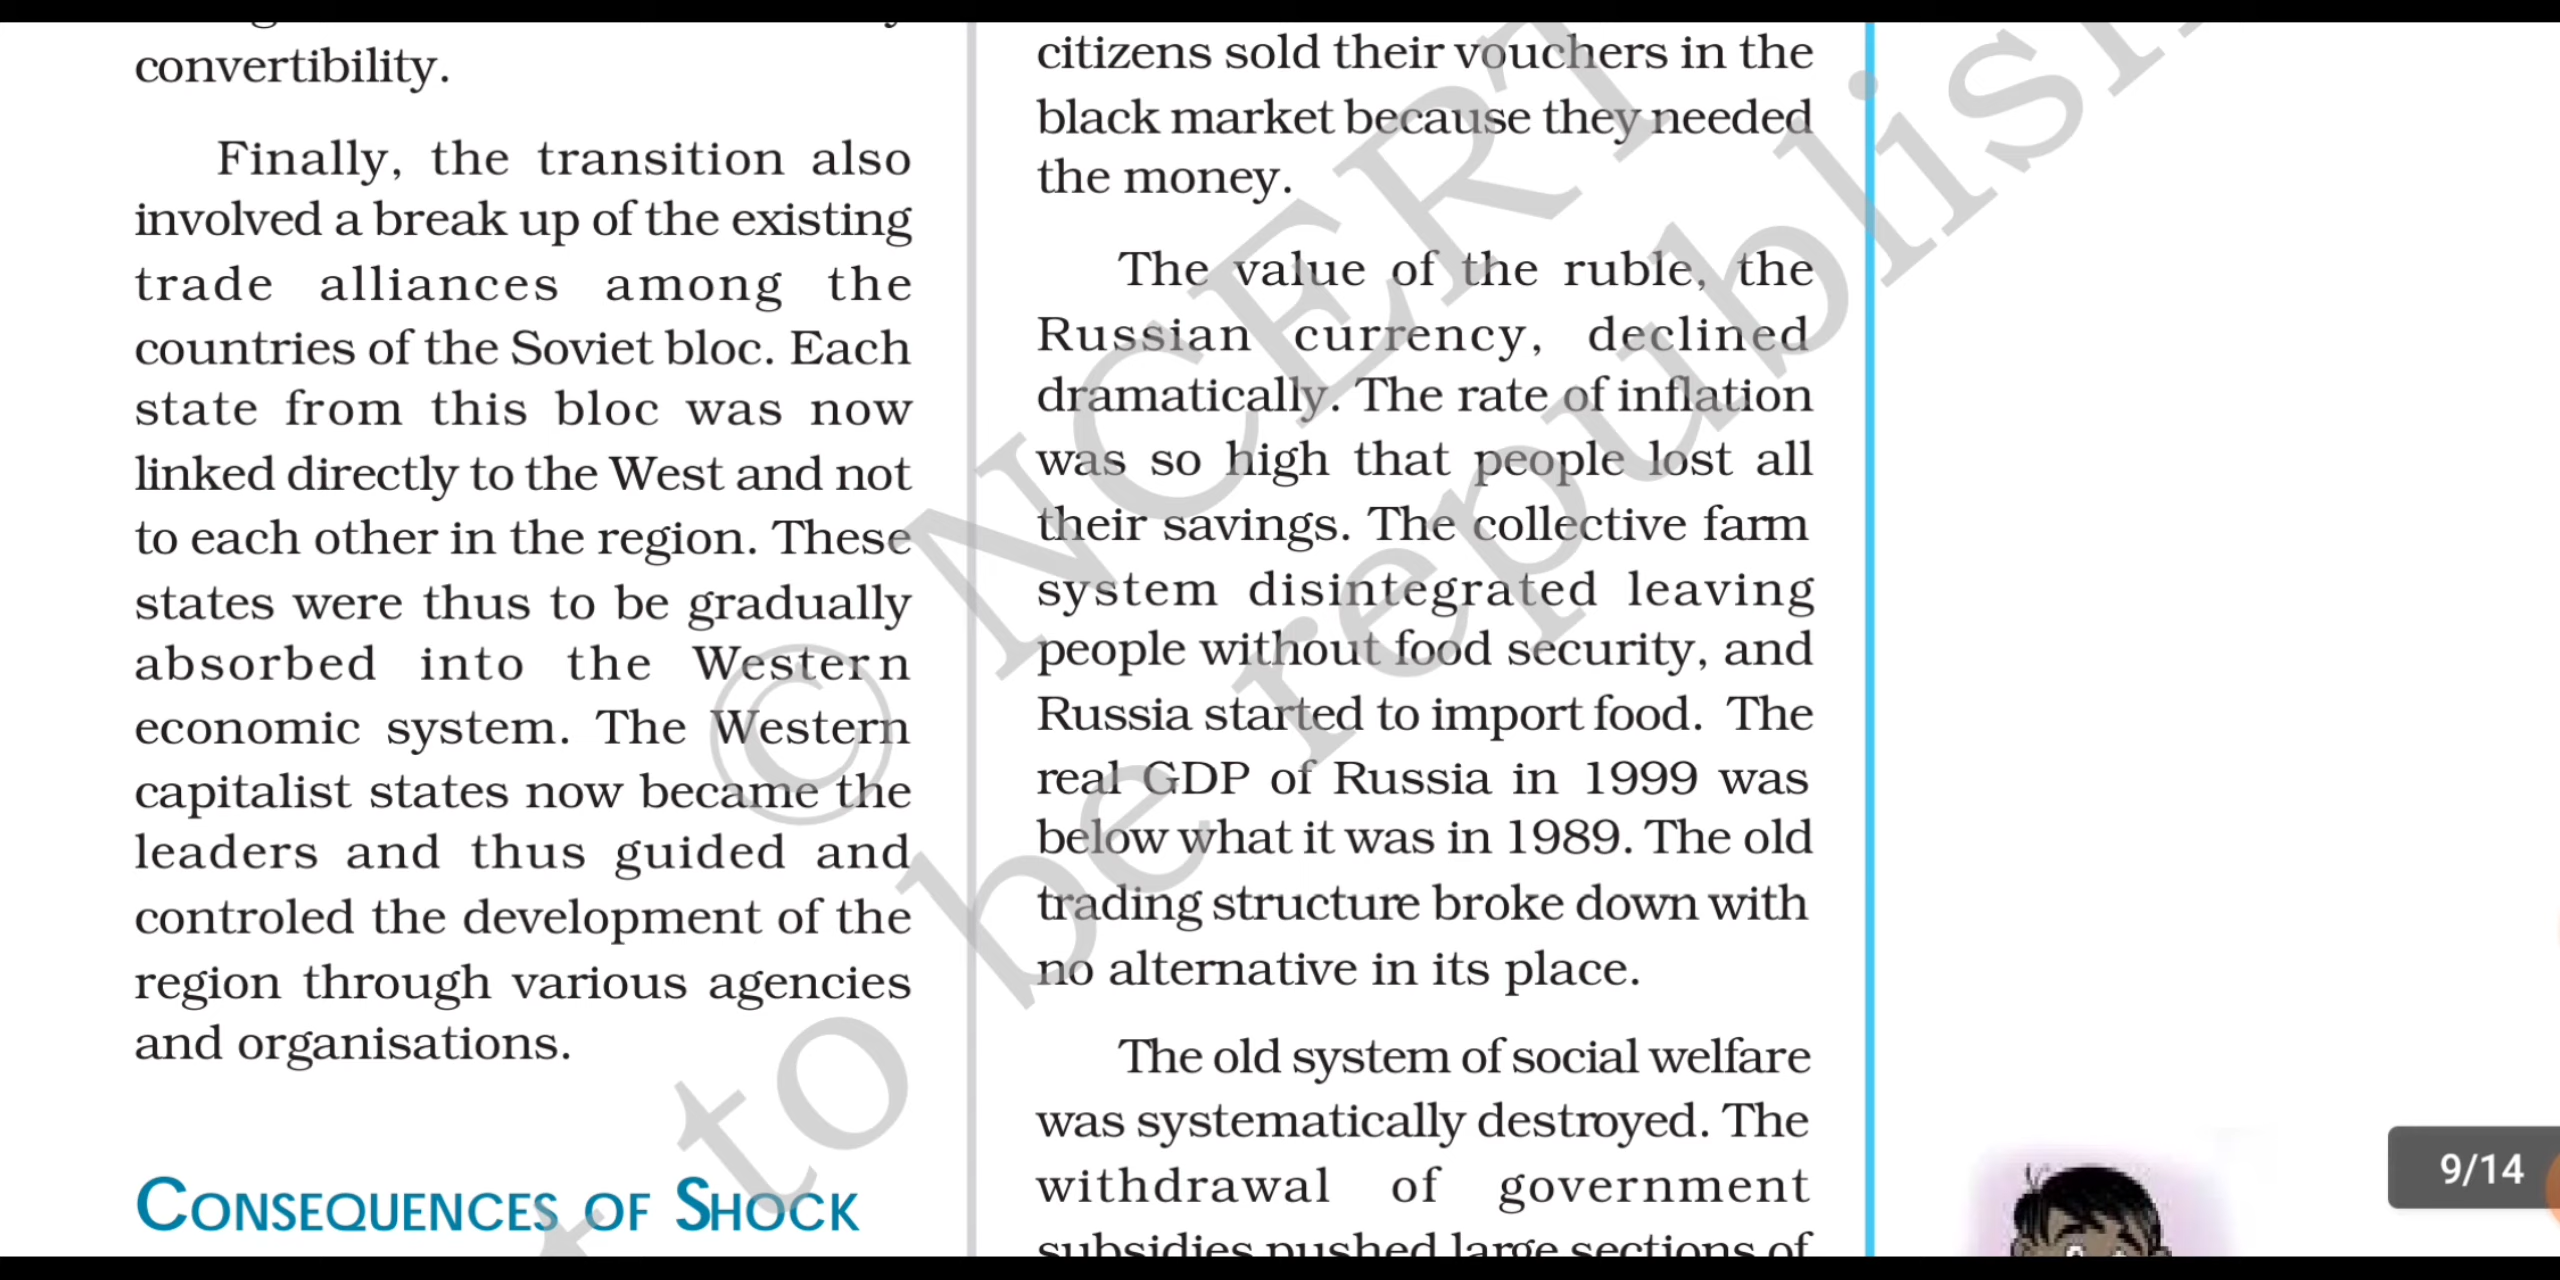 convertibility.
Finally, the transition also
involved a break up of the existing
trade alliances among the
countries of the Soviet bloc. Each
state from this bloc was now
linked directly to the West and not
to each other in the region. These
states were thus to be gradually
absorbed into the Western
economic system. The Western
capitalist states now became the
leaders and thus guided and
controled the development of the
region through various agencies
and organisations.
CONSEQUENCES OF SHOCK
citizens sold their vouchers in the
black market because they needed
the money.
The value of the ruble, the
Russian currency, declined
dramatically. The rate of inflation
was so high that people lost all
their savings. The collective farm
system disintegrated leaving
people without food security, and
Russia started to import food. The
real GDP of Russia in 1999 was
below what it was in 1989. The old
trading structure broke down with
no alternative in its place.
The old system of social welfare
was systematically destroyed. The
withdrawal of government
subsidies pushed large sections of
© NCERT
to be republis
9/14